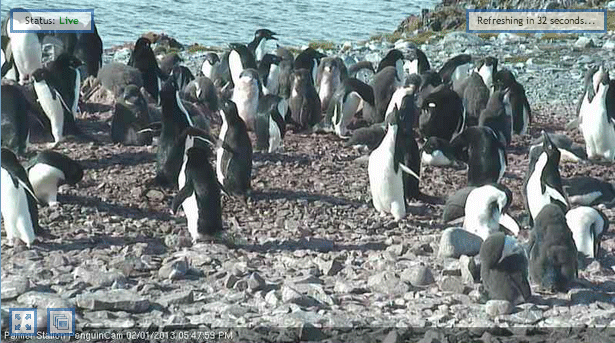 Status: Live
Refreshing in 32 seconds...
Palmer Station PenguinCam 02/01/2013 05:47:53 PM